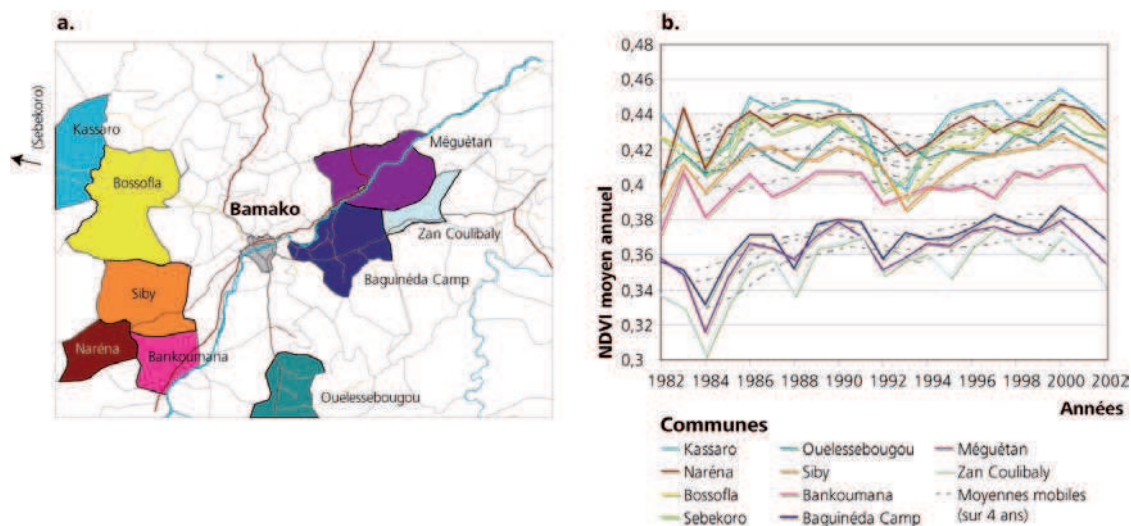 a.
(Sebekoro)
Kassaro
Bossofla
Méguétan
Bamako
Zan Coulibaly
Baguinéda Camp
Siby
Naréna
Bankoumana
Ouelessebougou
b.
NDVI moyen annuel
0,48
0,46
0,44
0,42
0,4
0,38
0,36
0,34
0,32
0,3
1982 1984 1986 1988 1990 1992 1994 1996 1998 2000 2002
Années
Communes
Kassaro Ouelessebougou Méguétan
Naréna Siby Zan Coulibaly
Bossofla Bankoumana Moyennes mobiles
Sebekoro Baguinéda Camp (sur 4 ans)